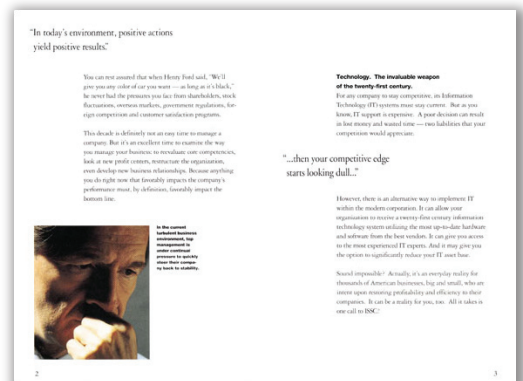 "In today's environment, positive actions
yield positive results."
You can rest assured that when Henry Ford said, "We'll
give you any color of car you want — as long as it's black,"
he never had the pressures you face from shareholders, stock
fluctuations, overseas markets, government regulations, for-
eign competition and customer satisfaction programs.
This decade is definitely not an easy time to manage a
company. But it's an excellent time to examine the way
you manage your business: to reevaluate core competencies,
look at new profit centers, restructure the organization,
even develop new business relationships. Because anything
you do right now that favorably impacts the company's
performance must, by definition, favorably impact the
bottom line.
In the current
turbulent business
environment, top
management is
under continual
pressure to quickly
steer their compa-
ny back to stability.
2
Technology. The invaluable weapon
of the twenty-first century.
For any company to stay competitive, its Information
Technology (IT) systems must stay current. But as you
know, IT support is expensive. A poor decision can result
in lost money and wasted time — two liabilities that your
competition would appreciate.
"...then your competitive edge
starts looking dull..."
However, there is an alternative way to implement IT
within the modern corporation. It can allow your
organization to receive a twenty-first century information
technology system utilizing the most up-to-date hardware
and software from the best vendors. It can give you access
to the most experienced IT experts. And it may give you
the option to significantly reduce your IT asset base.
Sound impossible? Actually, it's an everyday reality for
thousands of American businesses, big and small, who are
intent upon restoring profitability and efficiency to their
companies. It can be a reality for you, too. All it takes is
one call to ISSC.
3